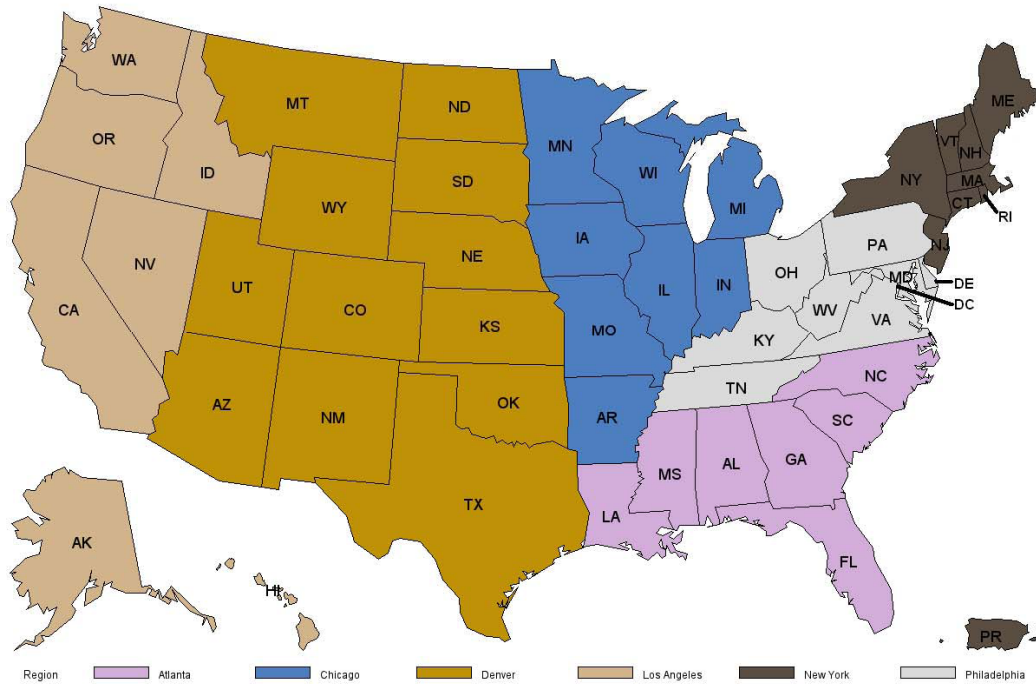 WA
ME
MT
ND
OR
MN
VT
NH
ID
SD
WI
NY
MA
WY
MI
CT
RI
IA
PA
NJ
NE
NV
OH
MD
DE
UT
IL
IN
DC
CA
CO
WV
VA
KS
MO
KY
NC
TN
AZ
OK
NM
AR
SC
GA
MS
AL
TX
LA
AK
FL
HI
PR
Region Atlanta Chicago Denver Los Angeles New York Philadelphia